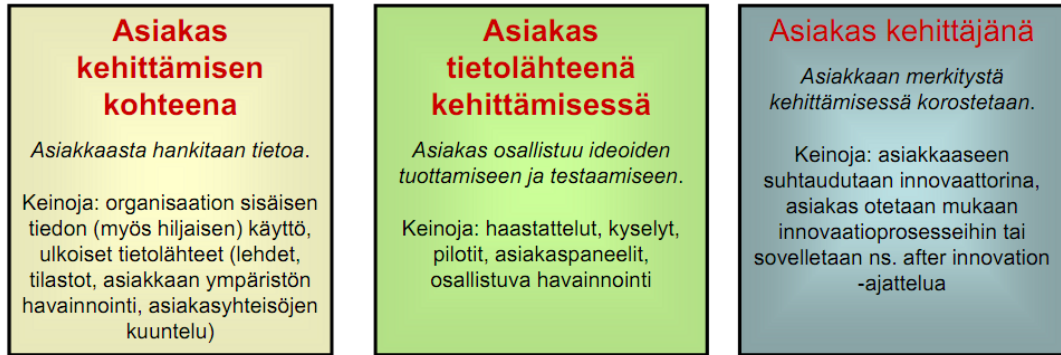 Asiakas
kehittämisen
kohteena
Asiakkaasta hankitaan tietoa.
Keinoja: organisaation sisäisen
tiedon (myös hiljaisen) käyttö,
ulkoiset tietolähteet (lehdet,
tilastot, asiakkaan ympäristön
havainnointi, asiakasyhteisöjen
kuuntelu)
Asiakas
tietolähteenä
kehittämisessä
Asiakas osallistuu ideoiden
tuottamiseen ja testaamiseen.
Keinoja: haastattelut, kyselyt,
pilotit, asiakaspaneelit,
osallistuva havainnointi
Asiakas kehittäjänä
Asiakkaan merkitystä
kehittämisessä korostetaan.
Keinoja: asiakkaaseen
suhtaudutaan innovaattorina,
asiakas otetaan mukaan
innovaatioprosesseihin tai
sovelletaan ns. after innovation
-ajattelua